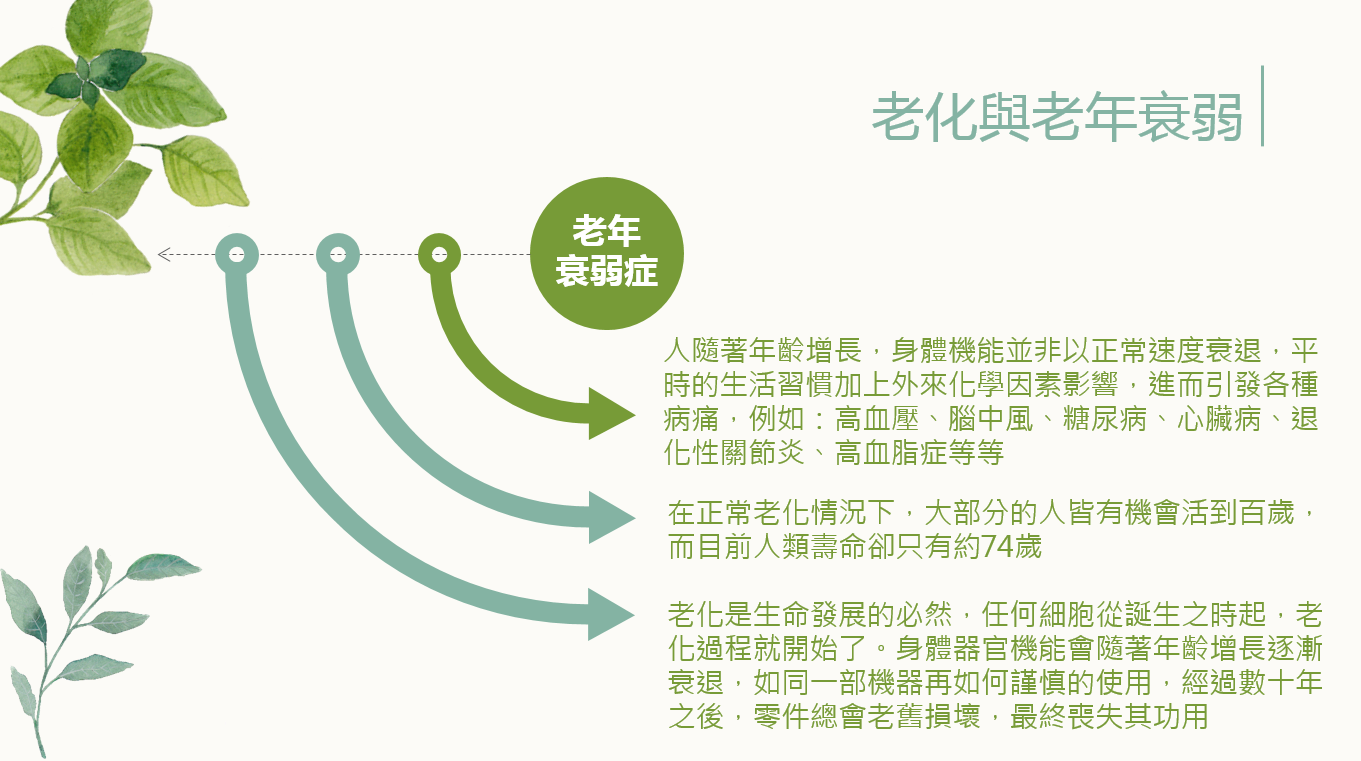 老化與老年衰弱
老年
衰弱症
人隨著年齡增長，身體機能並非以正常速度衰退，平
時的生活習慣加上外來化學因素影響，進而引發各種
病痛，例如：高血壓、腦中風、糖尿病、心臟病、退
化性關節炎、高血脂症等等
在正常老化情況下，大部分的人皆有機會活到百歲，
而目前人類壽命卻只有約74歲
老化是生命發展的必然，任何細胞從誕生之時起，老
化過程就開始了。身體器官機能會隨著年齡增長逐漸
衰退，如同一部機器再如何謹慎的使用，經過數十年
之後，零件總會老舊損壞，最終喪失其功用